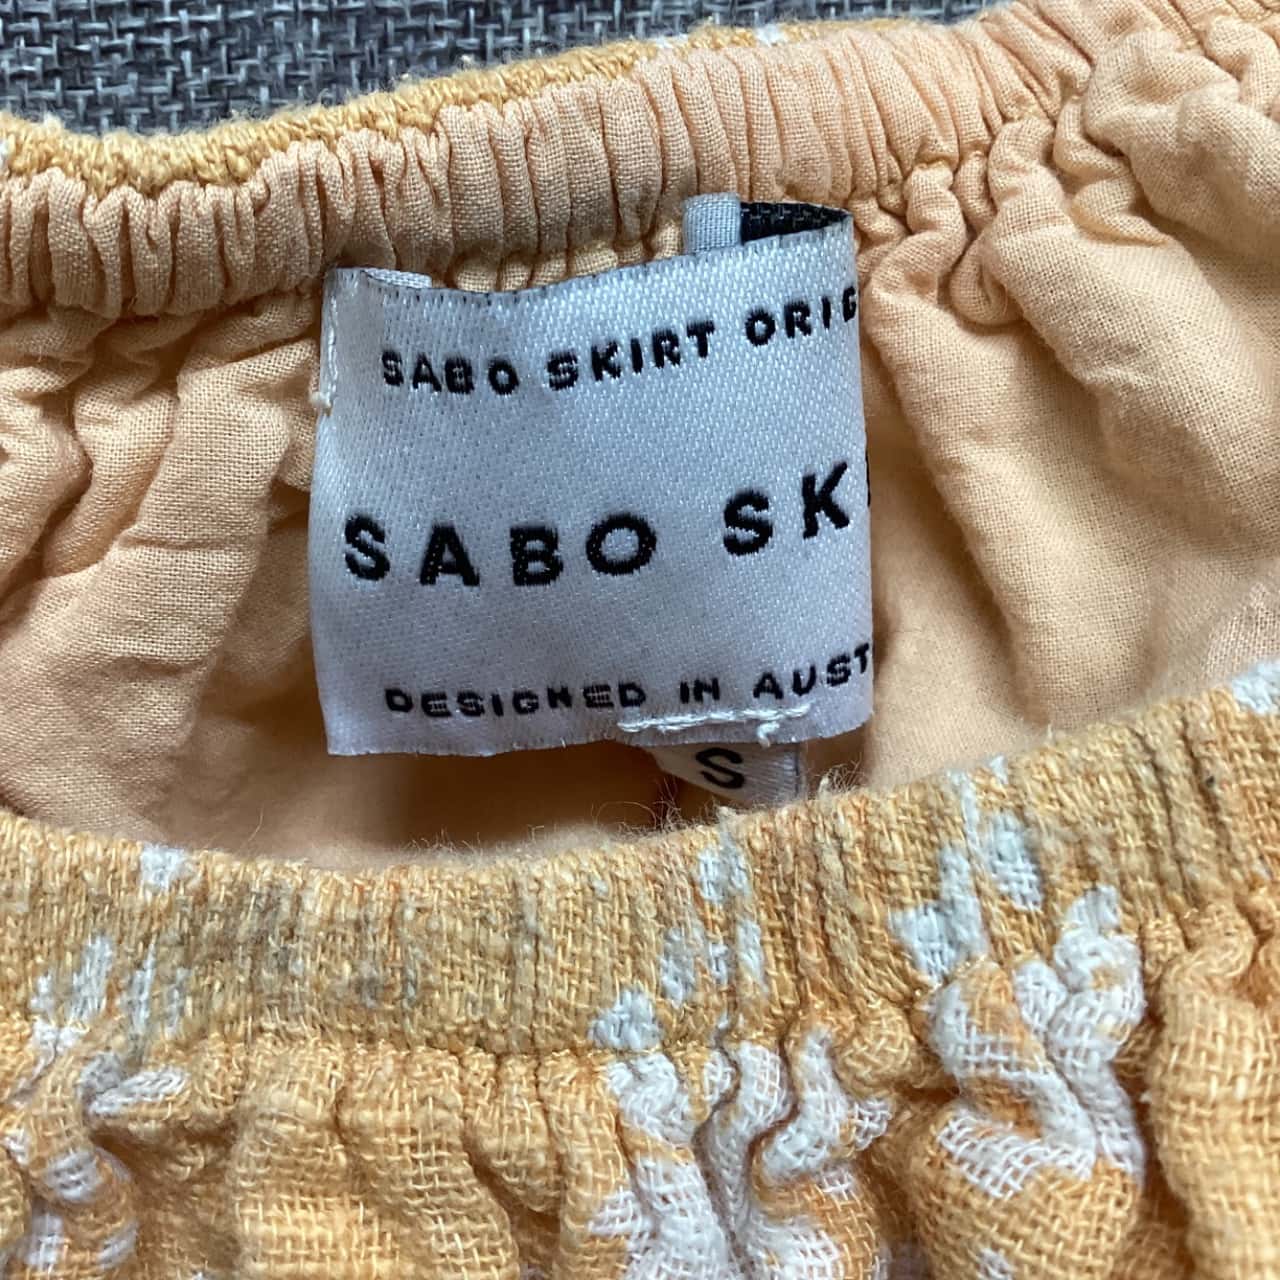 SABO SKIRT ORIG
SABO SK
DESIGNED IN AUST
S